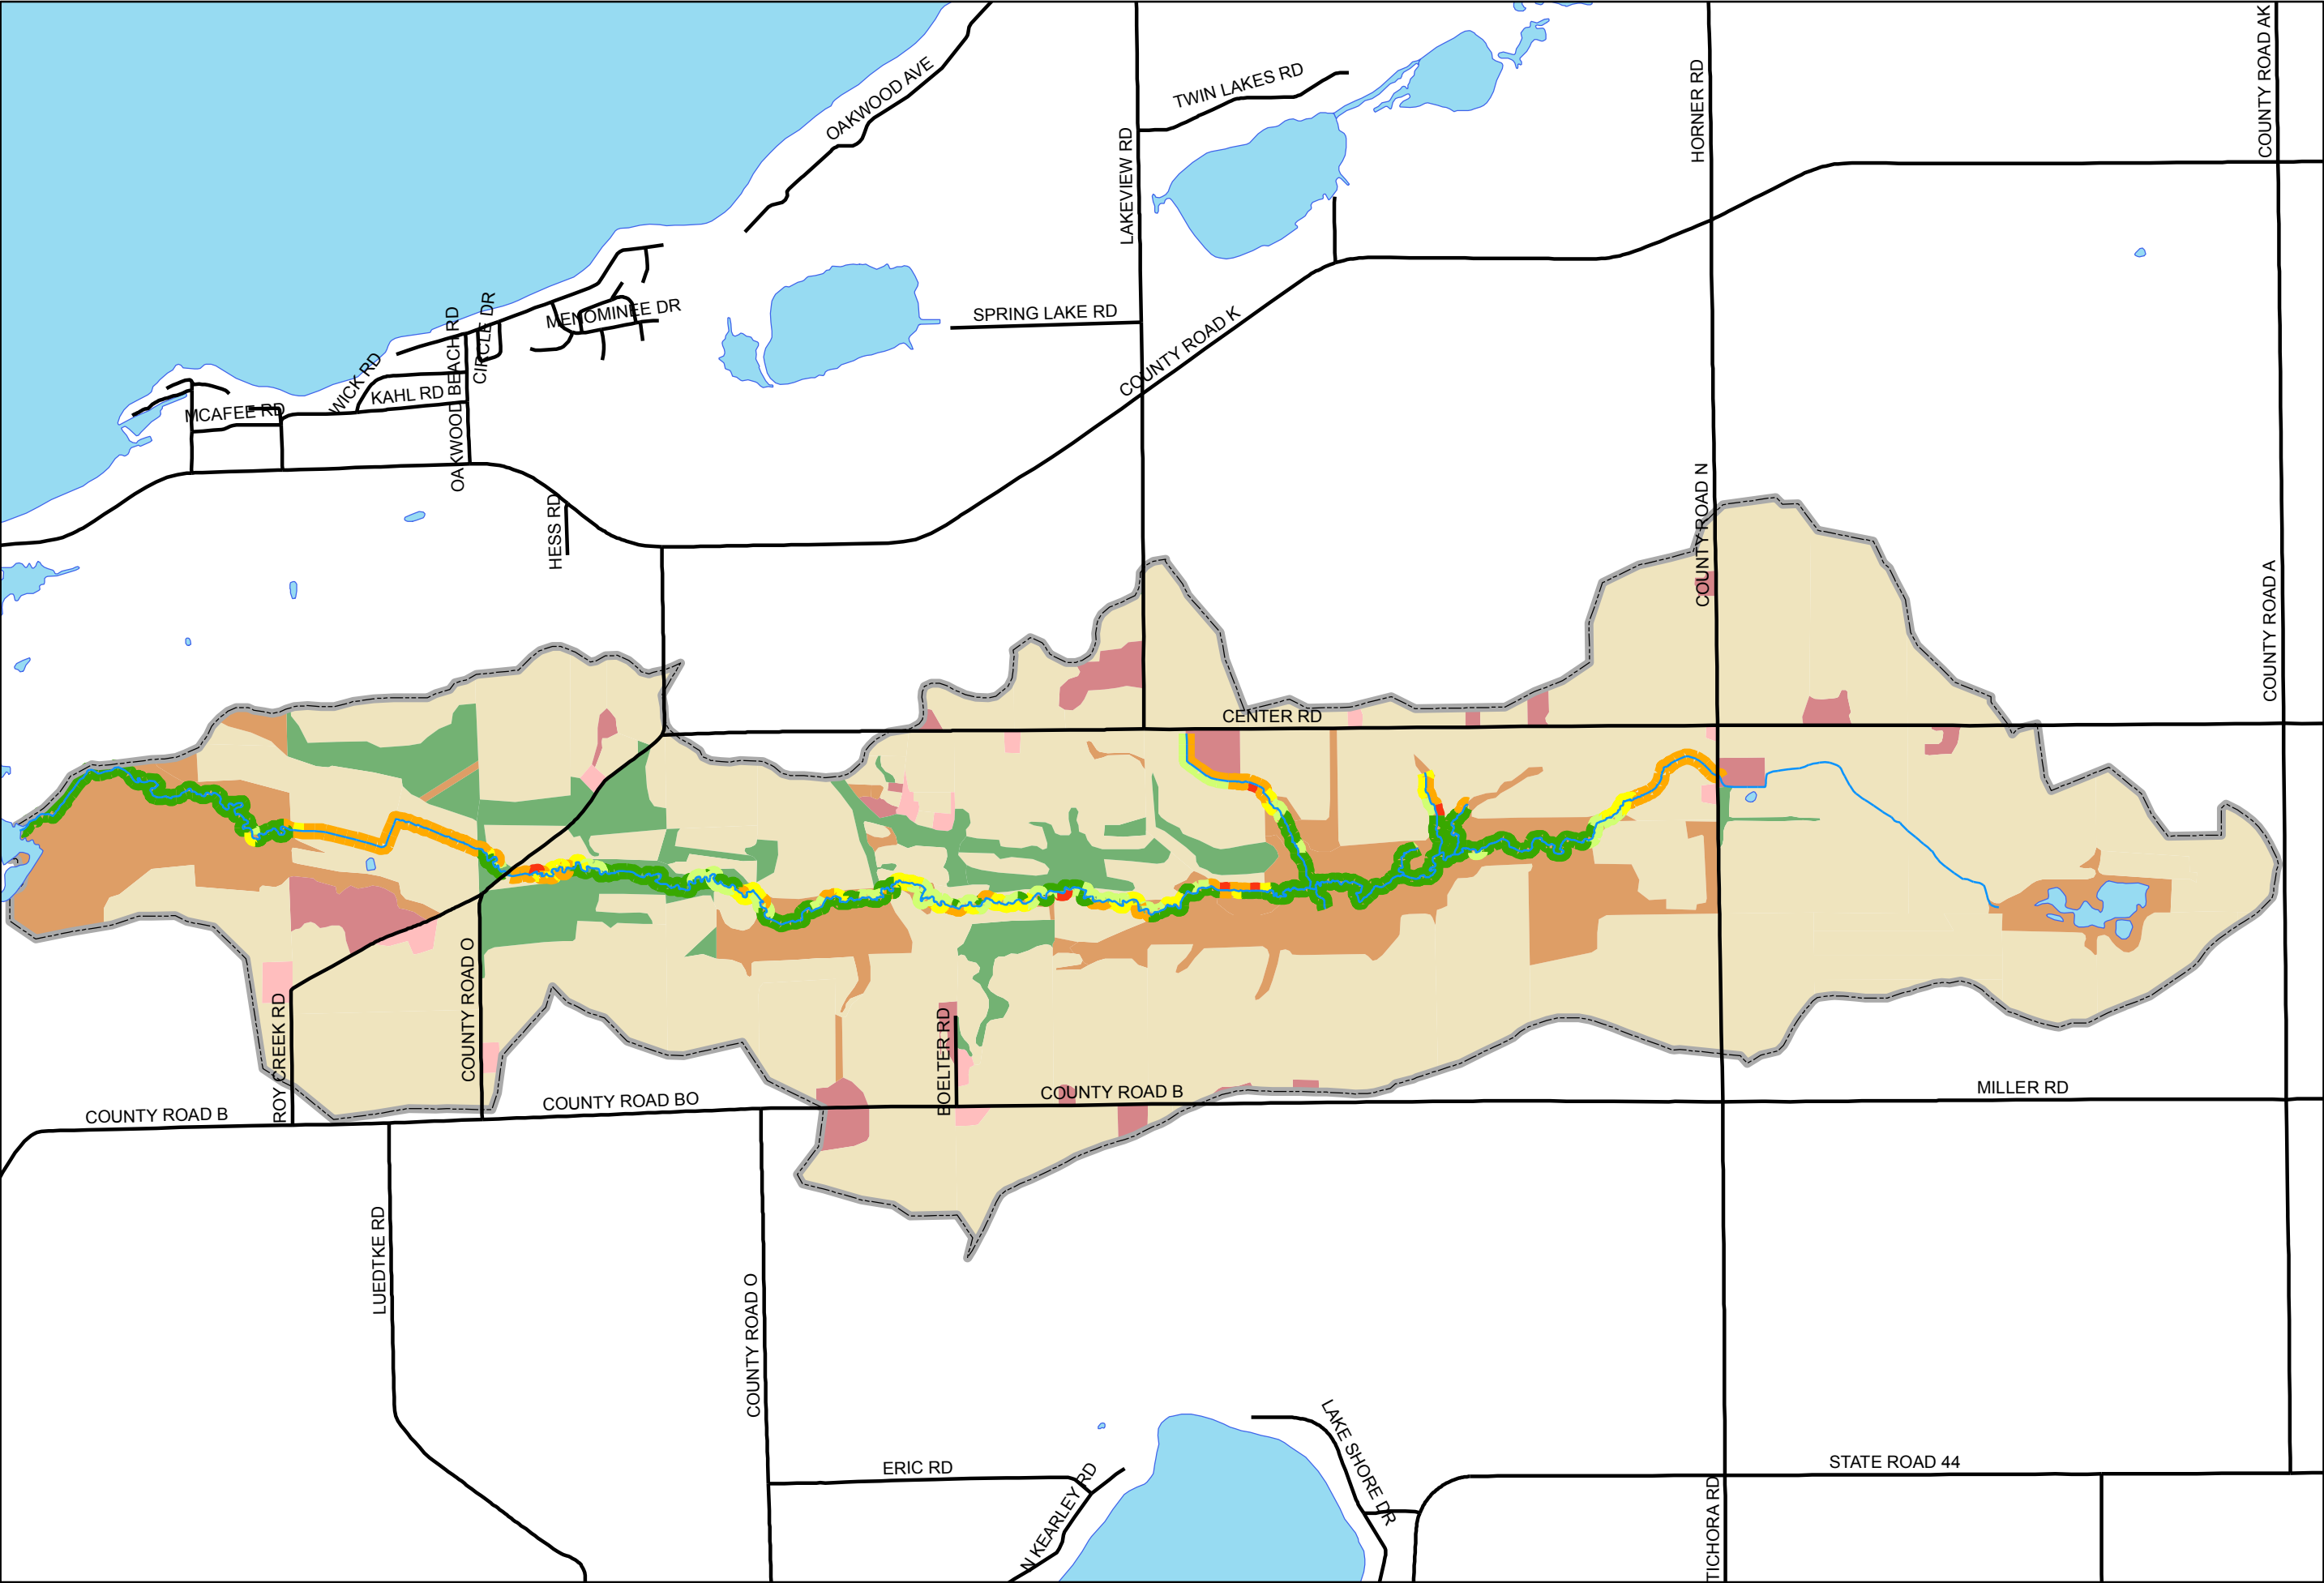 COUNTY ROAD AK
OAKWOOD AVE
TWIN LAKES RD
HORNER RD
LAKEVIEW RD
SPRING LAKE RD
MENOMINEE DR
CIRCLE DR
OAKWOOD BEACH RD
WICK RD
KAHL RD
MCAFEE RD
COUNTY ROAD K
HESS RD
COUNTY ROAD N
COUNTY ROAD A
CENTER RD
ROY CREEK RD
COUNTY ROAD O
BOELTER RD
COUNTY ROAD B
COUNTY ROAD BO
COUNTY ROAD B
MILLER RD
LUEDTKE RD
COUNTY ROAD O
ERIC RD
N KEARLEY RD
LAKE SHORE DR
STATE ROAD 44
TICHORA RD